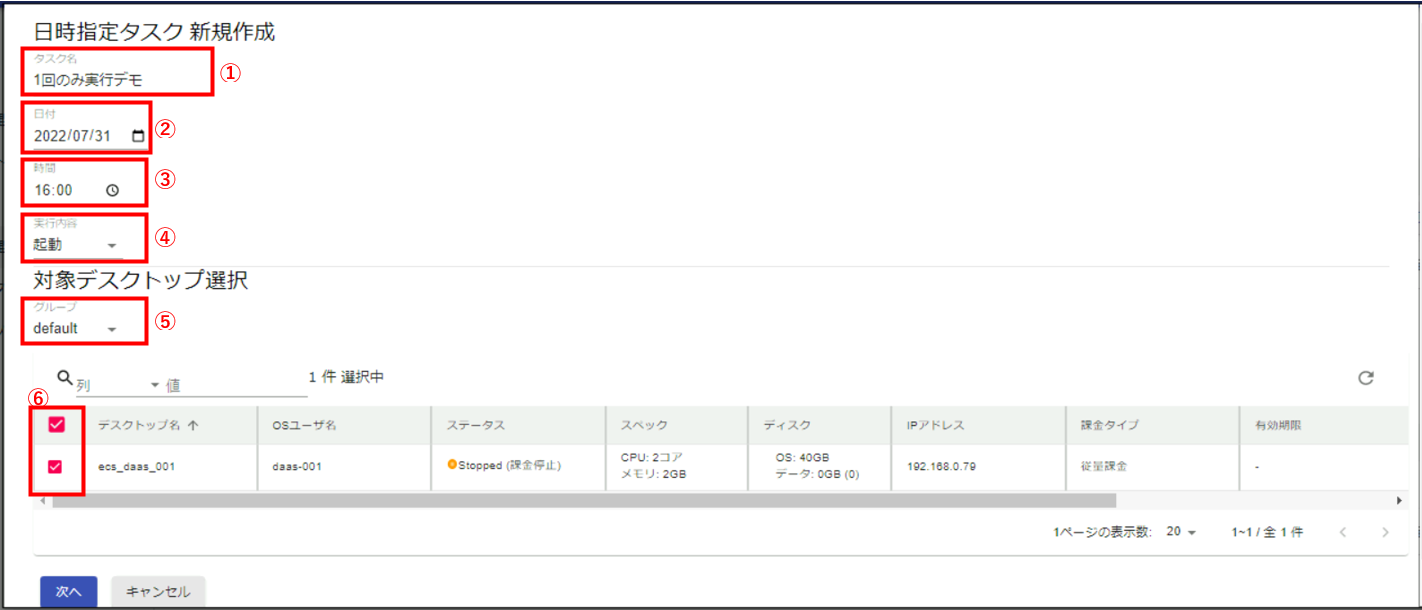 日時指定タスク 新規作成
タスク名
1回のみ実行デモ
①
日付
2022/07/31
②
時間
16:00
③
実行内容
起動
④
対象デスクトップ選択
グループ
default
⑤
列 値 1 件 選択中
⑥
デスクトップ名 ↑ OSユーザ名 ステータス スペック ディスク IPアドレス 課金タイプ 有効期限
ecs_daas_001 daas-001 Stopped (課金停止) CPU: 2コア OS: 40GB 192.168.0.79 従量課金 -
メモリ: 2GB データ: 0GB (0)
1ページの表示数: 20 1~1 / 全 1 件
次へ キャンセル